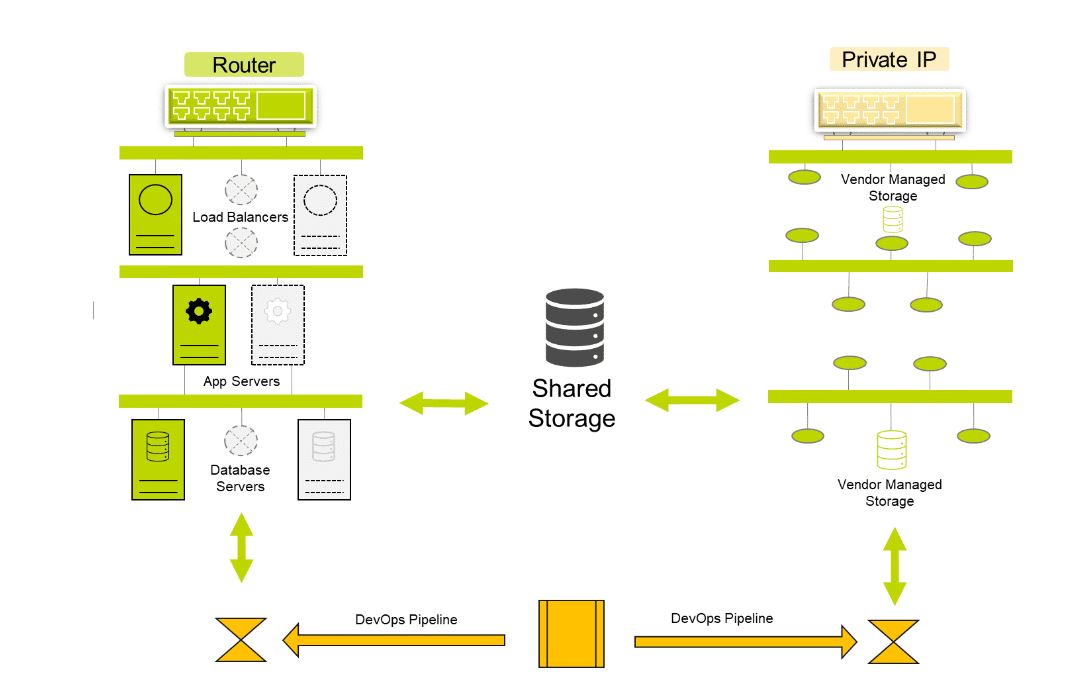 Router
Private IP
Load Balancers
Vendor Managed
Storage
App Servers
Shared
Storage
Database
Servers
Vendor Managed
Storage
DevOps Pipeline
DevOps Pipeline